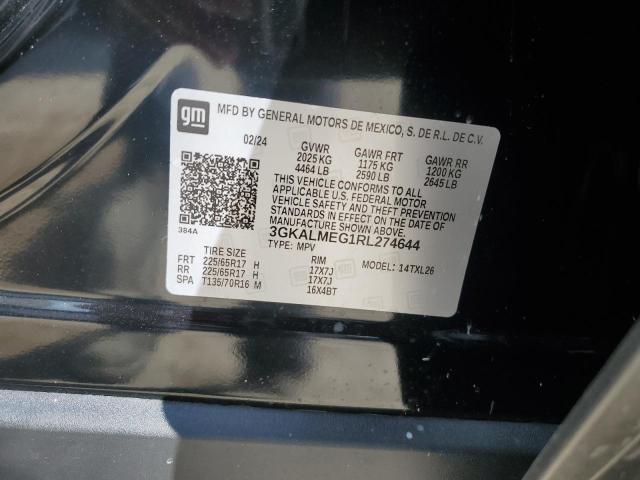 gm
MFD BY GENERAL MOTORS DE MEXICO, S. DE R.L. DE C.V.
02/24 GVWR GAWR FRT GAWR RR
2025 KG 1175 KG 1200 KG
4464 LB 2590 LB 2645 LB
THIS VEHICLE CONFORMS TO ALL
APPLICABLE U.S. FEDERAL MOTOR
VEHICLE SAFETY AND THEFT PREVENTION
STANDARDS IN EFFECT ON THE DATE OF
MANUFACTURE SHOWN ABOVE.
384A
3GKALMEG1RL274644
TYPE: MPV
TIRE SIZE RIM MODEL: 14TXL26
FRT 225/65R17 H 17X7J
RR 225/65R17 H 17X7J
SPA T135/70R16 M 16X4BT